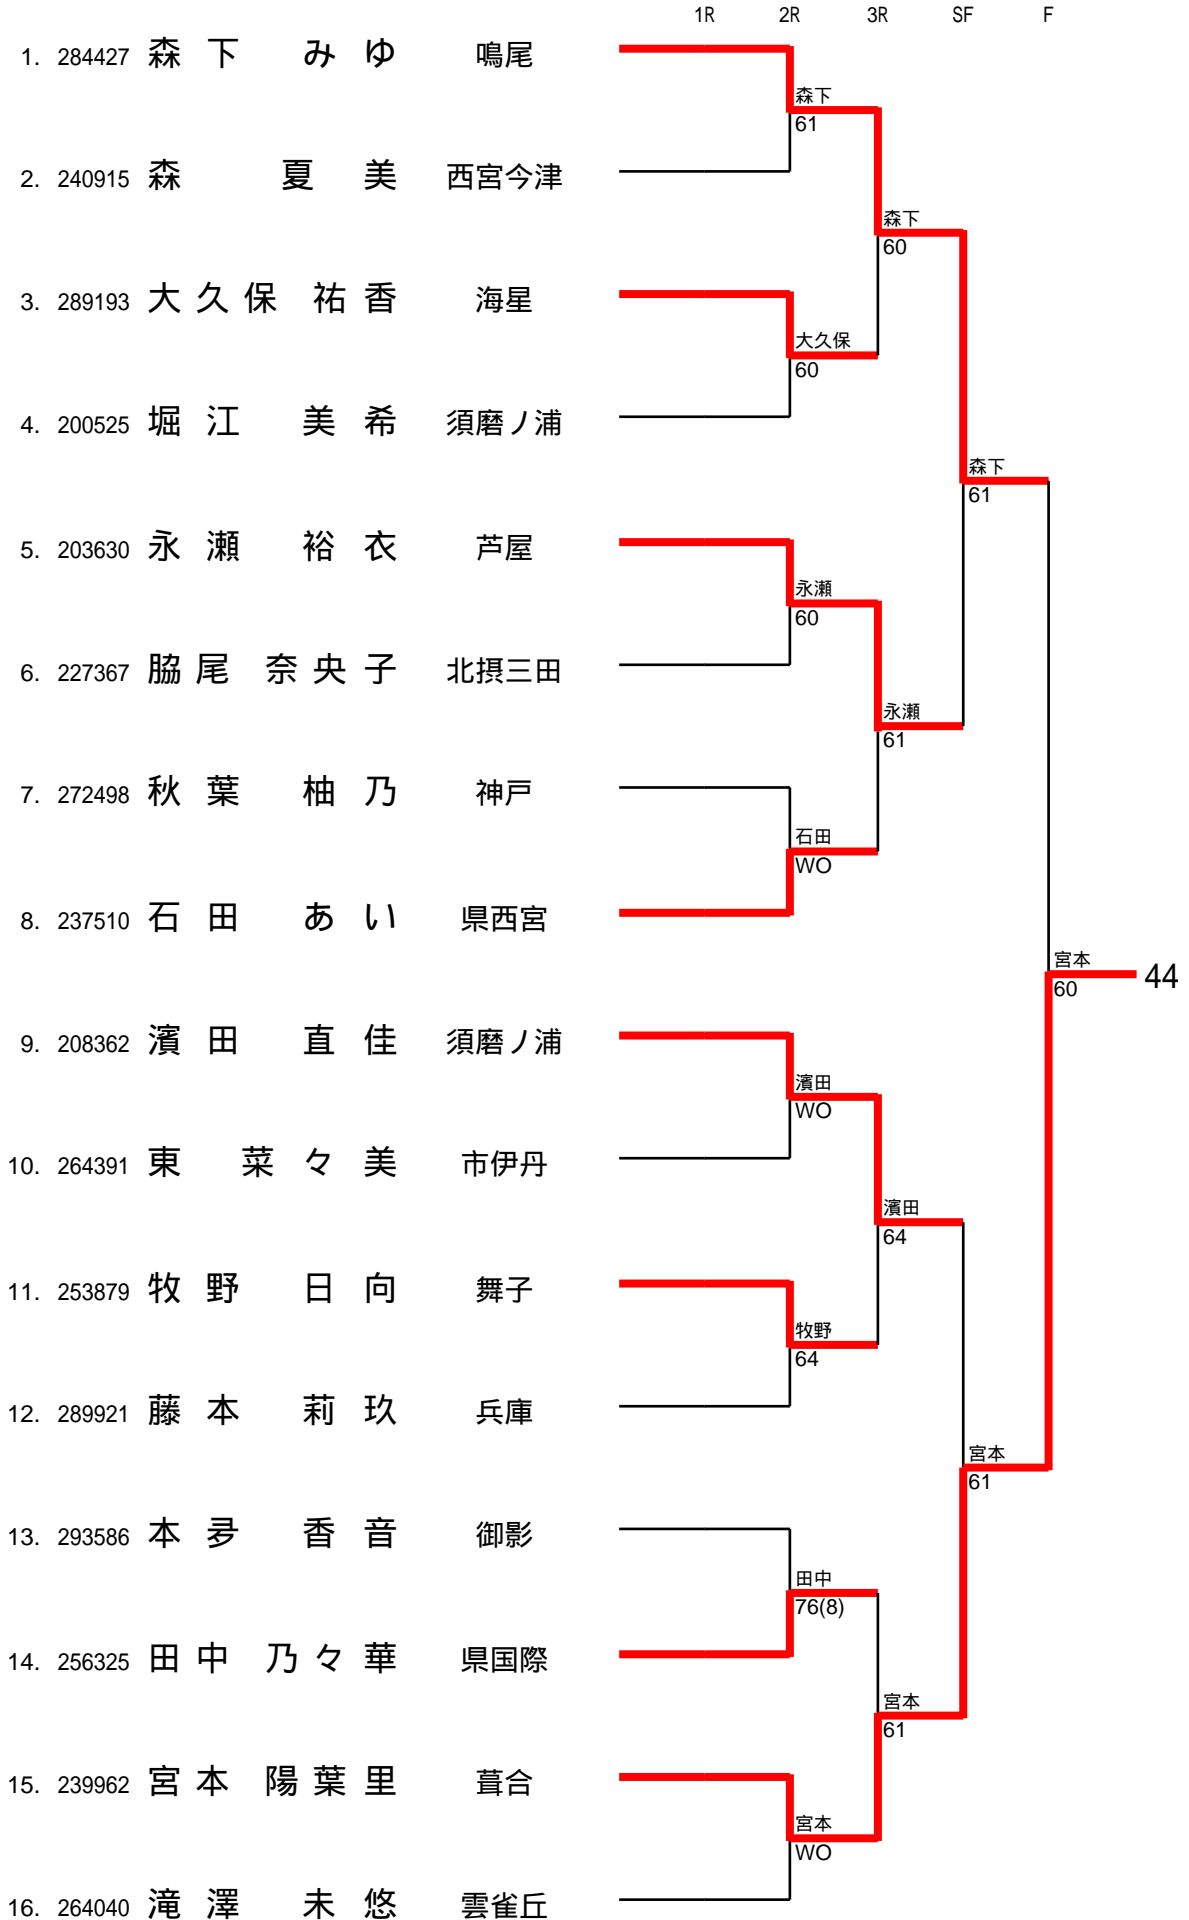 1R 2R 3R SF F
1. 284427 森下 みゆ 鳴尾
森下
61
2. 240915 森 夏美 西宮今津
森下
60
3. 289193 大久保 祐香 海星
大久保
60
4. 200525 堀江 美希 須磨ノ浦
森下
61
5. 203630 永瀬 裕衣 芦屋
永瀬
60
6. 227367 脇尾 奈央子 北摂三田
永瀬
61
7. 272498 秋葉 柚乃 神戸
石田
WO
8. 237510 石田 あい 県西宮
宮本
60
44
9. 208362 濱田 直佳 須磨ノ浦
濱田
WO
10. 264391 東 菜々美 市伊丹
濱田
64
11. 253879 牧野 日向 舞子
牧野
64
12. 289921 藤本 莉玖 兵庫
宮本
61
13. 293586 本夛 香音 御影
田中
76(8)
14. 256325 田中 乃々華 県国際
宮本
61
15. 239962 宮本 陽葉里 葺合
宮本
WO
16. 264040 滝澤 未悠 雲雀丘